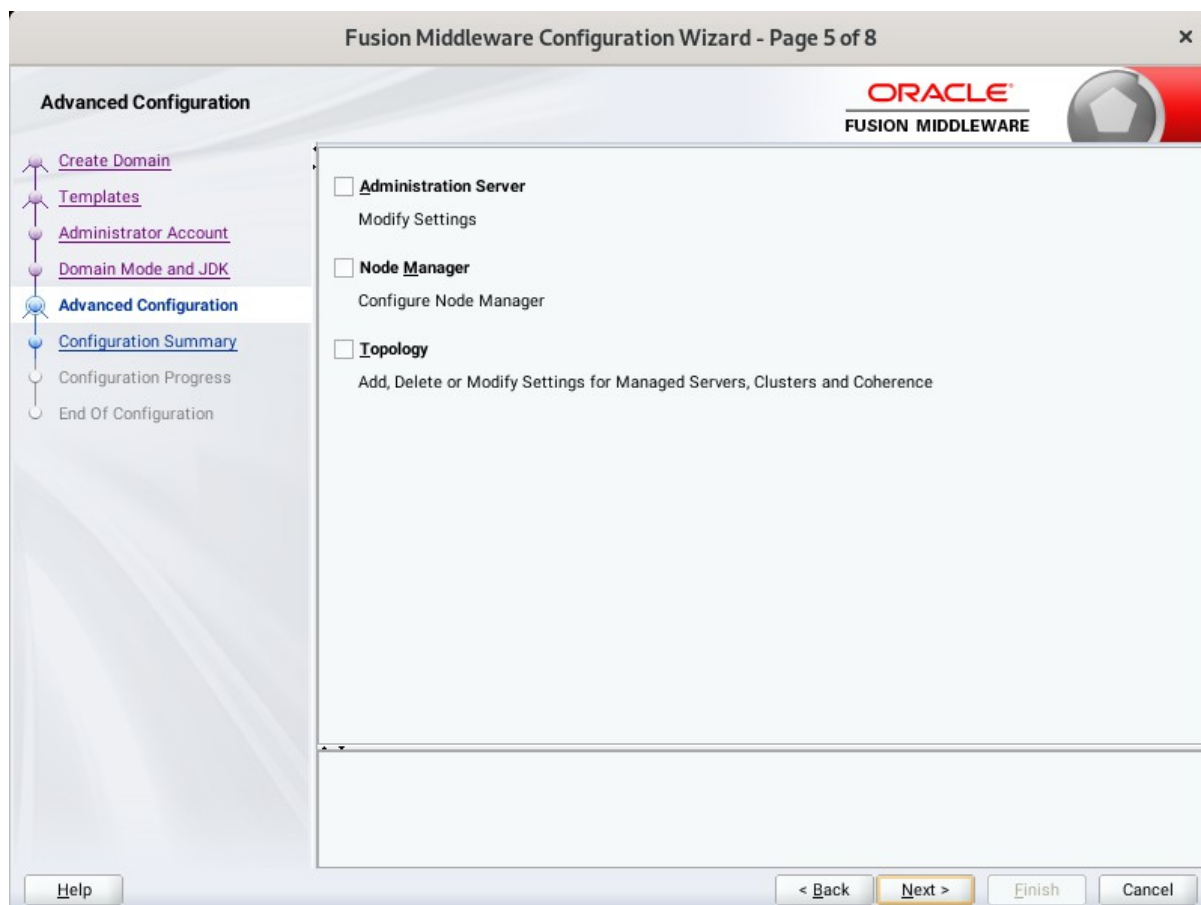 Fusion Middleware Configuration Wizard - Page 5 of 8
Advanced Configuration
ORACLE
FUSION MIDDLEWARE
Create Domain
Templates
Administrator Account
Domain Mode and JDK
Advanced Configuration
Configuration Summary
Configuration Progress
End Of Configuration
Administration Server
Modify Settings
Node Manager
Configure Node Manager
Topology
Add, Delete or Modify Settings for Managed Servers, Clusters and Coherence
Help
< Back
Next >
Finish
Cancel